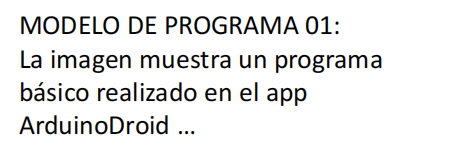 MODELO DE PROGRAMA 01:
La imagen muestra un programa
básico realizado en el app
ArduinoDroid ...